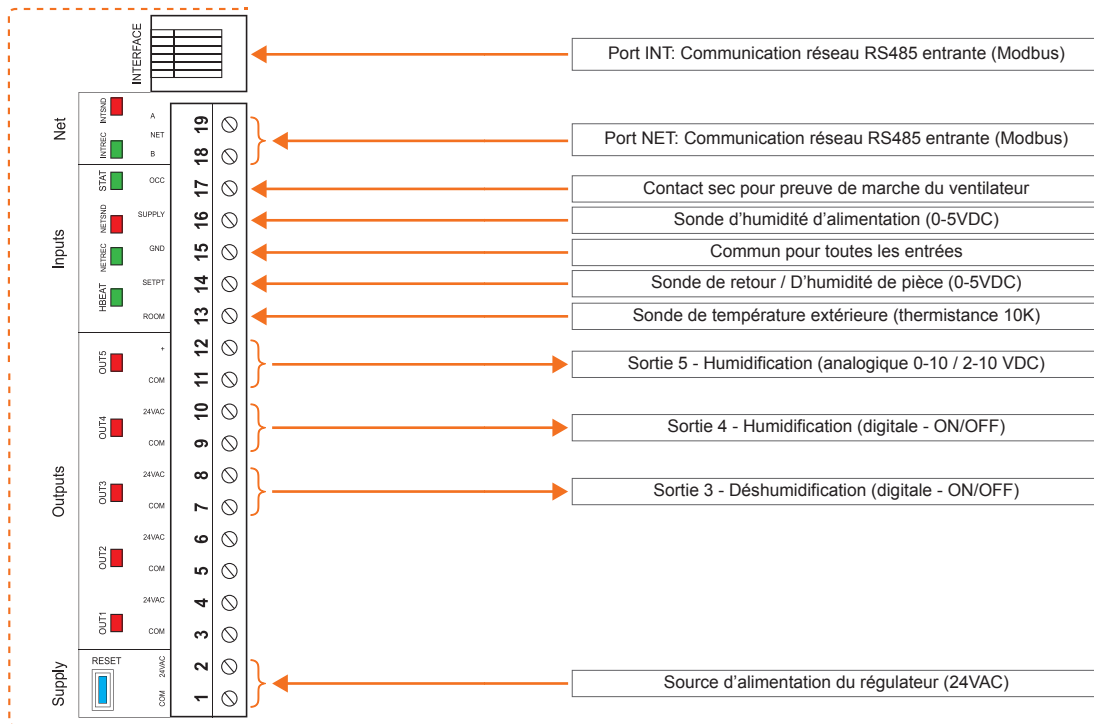 INTERFACE
Port INT: Communication réseau RS485 entrante (Modbus)
Net
INTSND
INTREC
A
NET
B
19
18
Port NET: Communication réseau RS485 entrante (Modbus)
Inputs
STAT
NETSND
NETREC
HBEAT
OCC
17
Contact sec pour preuve de marche du ventilateur
SUPPLY
16
Sonde d'humidité d'alimentation (0-5VDC)
GND
15
Commun pour toutes les entrées
SETPT
14
Sonde de retour / D'humidité de pièce (0-5VDC)
ROOM
13
Sonde de température extérieure (thermistance 10K)
Outputs
OUT5
+
12
COM
11
Sortie 5 - Humidification (analogique 0-10 / 2-10 VDC)
OUT4
24VAC
10
COM
9
Sortie 4 - Humidification (digitale - ON/OFF)
OUT3
24VAC
8
COM
7
Sortie 3 - Déshumidification (digitale - ON/OFF)
OUT2
24VAC
6
COM
5
OUT1
24VAC
4
COM
3
Supply
RESET
24VAC
2
COM
1
Source d'alimentation du régulateur (24VAC)